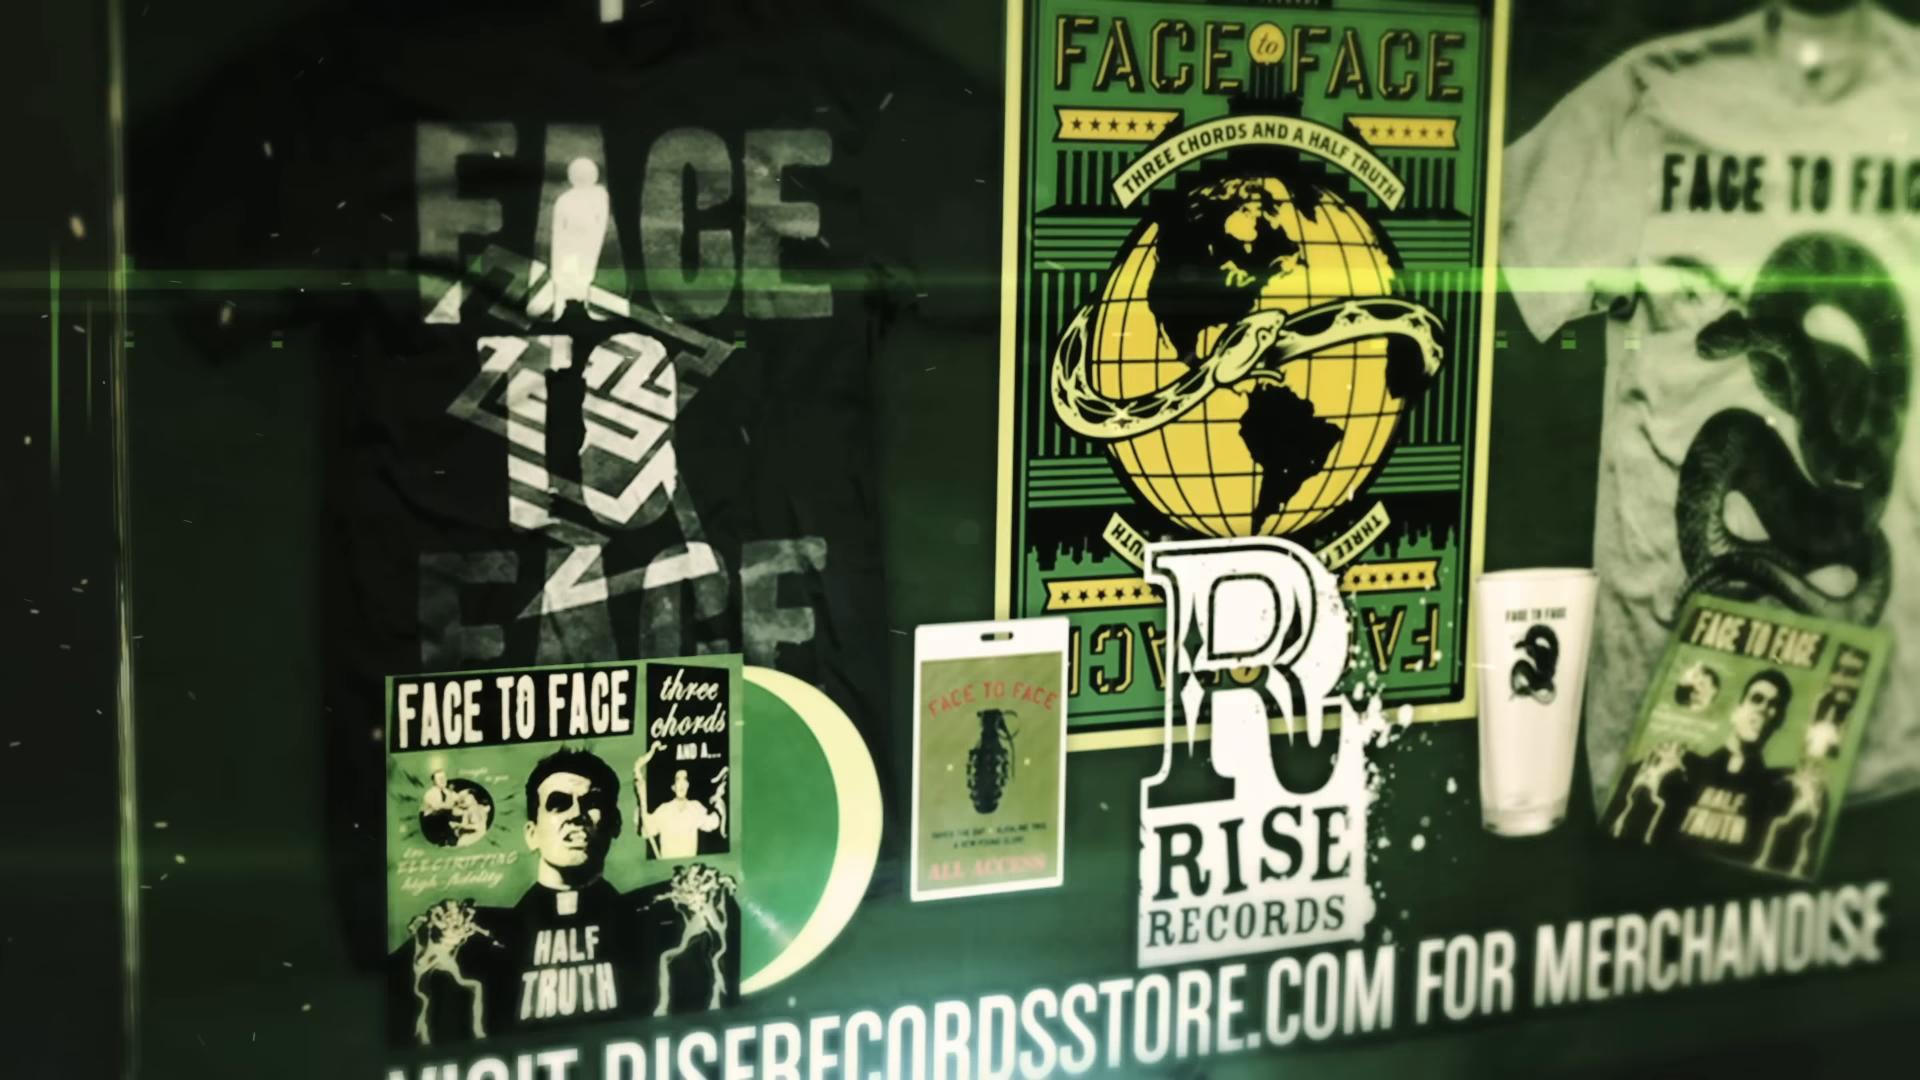 FACE
TO
FACE
FACE to FACE
THREE CHORDS AND A HALF TRUTH
FACE TO FAC
FACE TO FACE
three
chords
AND A...
ELECTRIFYING
high fidelity
HALF
TRUTH
FACE TO FACE
ALL ACCESS
R
RISE
RECORDS
FACE TO FACE
FACE TO FACE
HALF
TRUTH
VISIT RISERECORDSSTORE.COM FOR MERCHANDISE